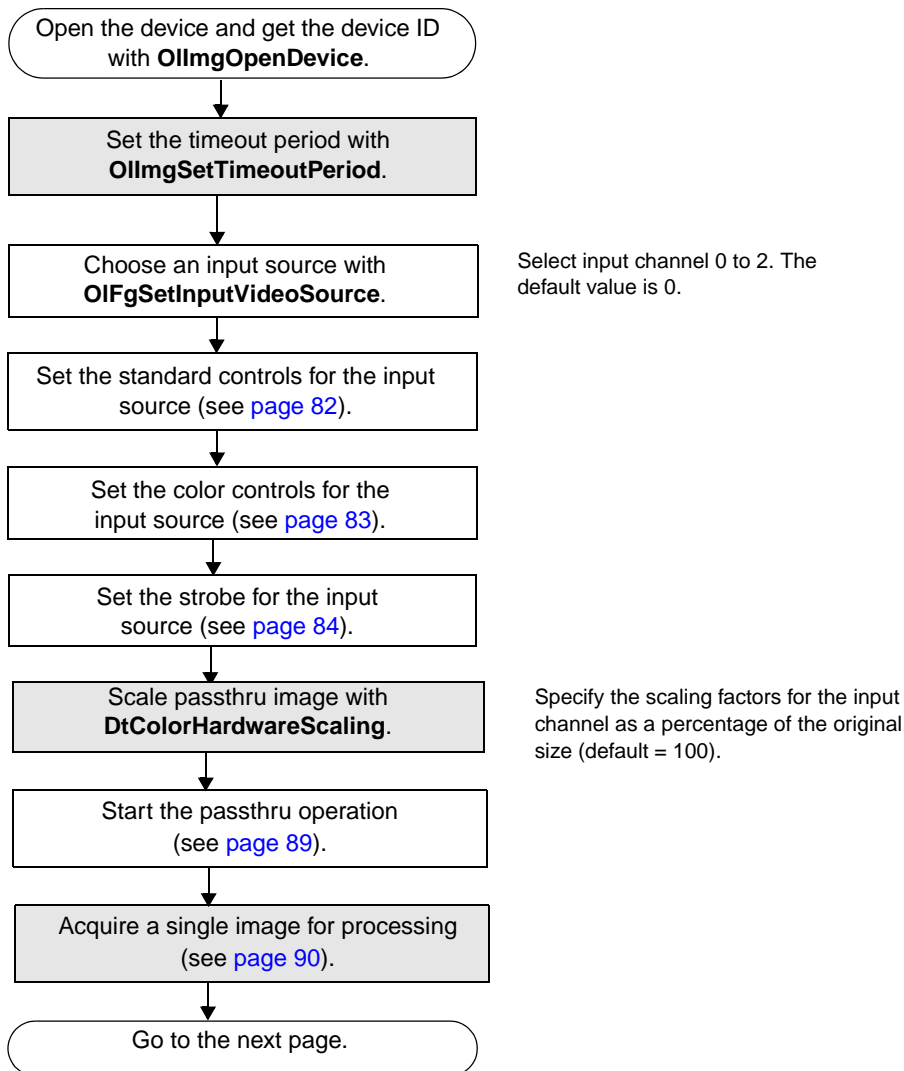 Open the device and get the device ID
with OlImgOpenDevice.
Set the timeout period with
OlImgSetTimeoutPeriod.
Choose an input source with
OlFgSetInputVideoSource.
Select input channel 0 to 2. The
default value is 0.
Set the standard controls for the input
source (see page 82).
Set the color controls for the
input source (see page 83).
Set the strobe for the input
source (see page 84).
Scale passthru image with
DtColorHardwareScaling.
Specify the scaling factors for the input
channel as a percentage of the original
size (default = 100).
Start the passthru operation
(see page 89).
Acquire a single image for processing
(see page 90).
Go to the next page.